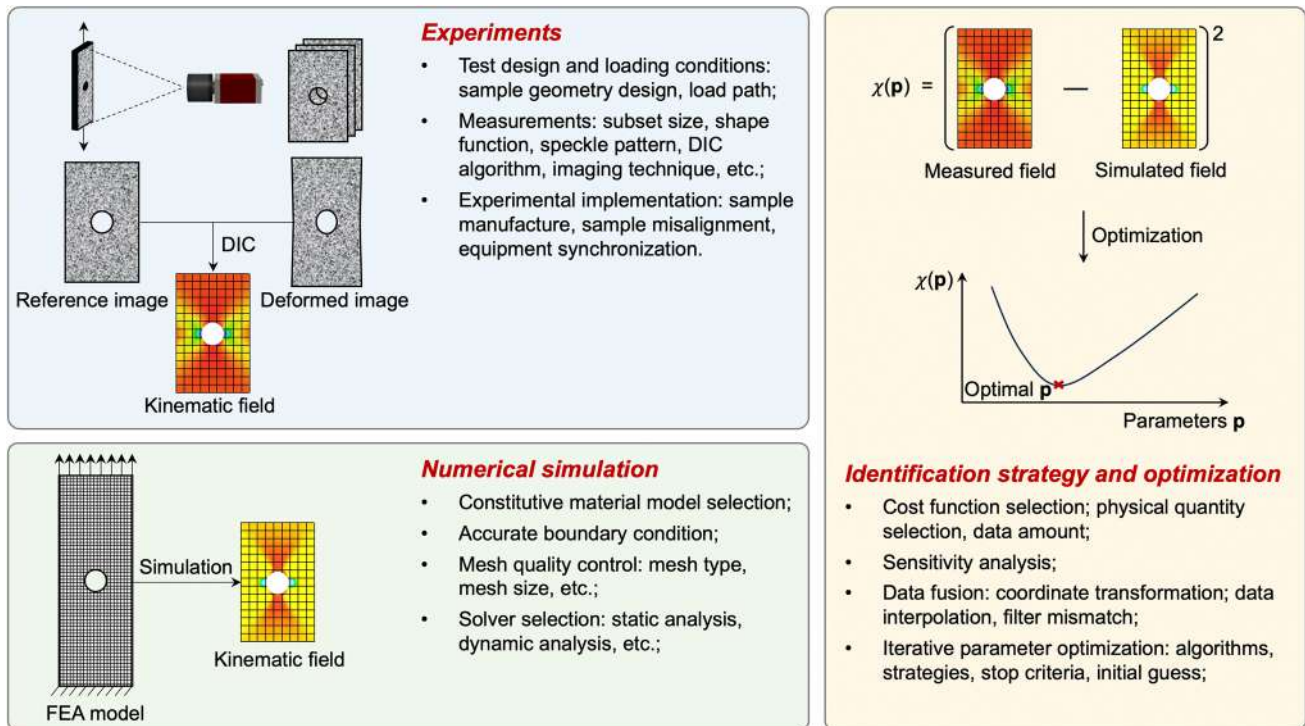 Experiments
• Test design and loading conditions:
sample geometry design, load path;
• Measurements: subset size, shape
function, speckle pattern, DIC
algorithm, imaging technique, etc.;
• Experimental implementation: sample
manufacture, sample misalignment,
equipment synchronization.
DIC
Reference image
Deformed image
Kinematic field
Numerical simulation
• Constitutive material model selection;
• Accurate boundary condition;
• Mesh quality control: mesh type,
mesh size, etc.;
• Solver selection: static analysis,
dynamic analysis, etc.;
Simulation
Kinematic field
FEA model
χ(p) =
2
Measured field
Simulated field
Optimization
χ(p)
Optimal p
Parameters p
Identification strategy and optimization
• Cost function selection; physical quantity
selection, data amount;
• Sensitivity analysis;
• Data fusion: coordinate transformation; data
interpolation, filter mismatch;
• Iterative parameter optimization: algorithms,
strategies, stop criteria, initial guess;